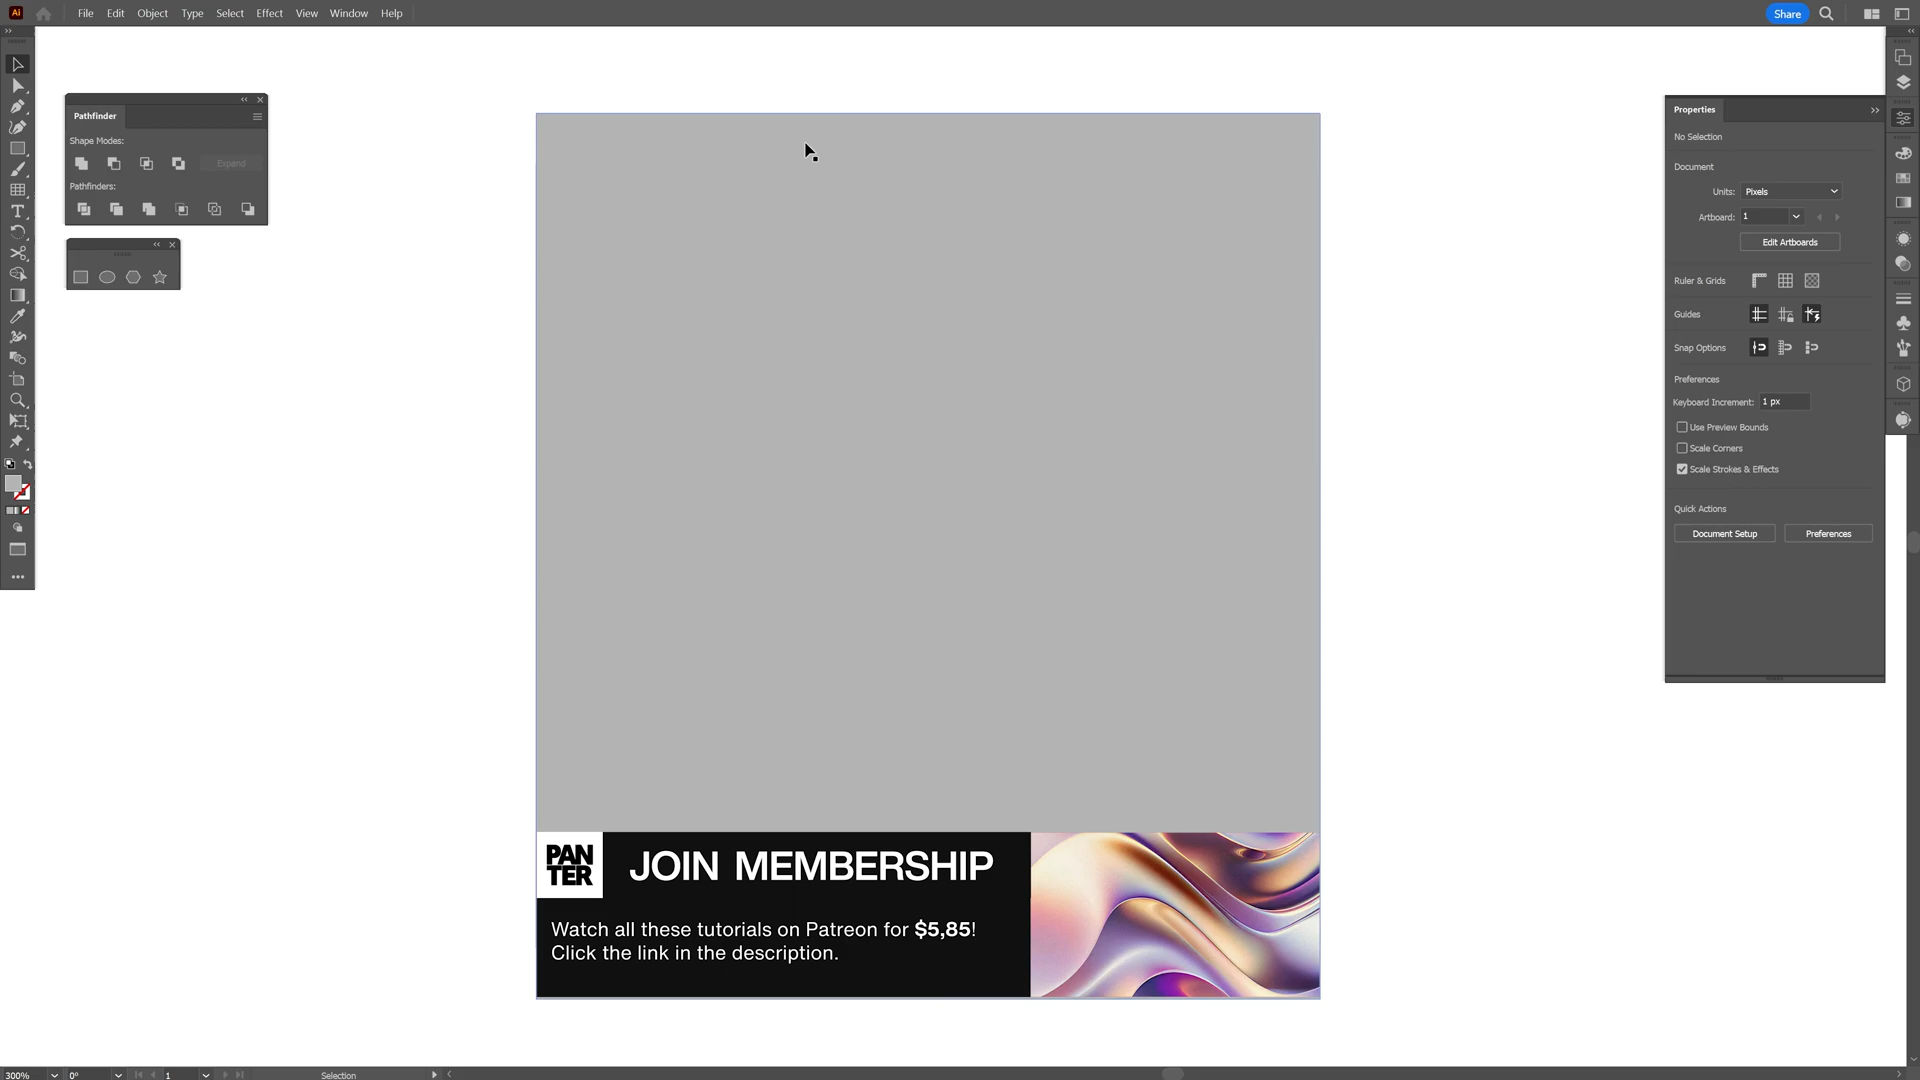 Ai File Edit Object Type Select Effect View Window Help Share
Pathfinder
Shape Modes:
Expand
Pathfinders:
Properties
No Selection
Document
Units: Pixels
Artboard: 1
Edit Artboards
Ruler & Grids
Guides
Snap Options
Preferences
Keyboard Increment: 1 px
Use Preview Bounds
Scale Corners
Scale Strokes & Effects
Quick Actions
Document Setup Preferences
PAN
TER
JOIN MEMBERSHIP
Watch all these tutorials on Patreon for $5,85!
Click the link in the description.
300% 0° 1 Selection